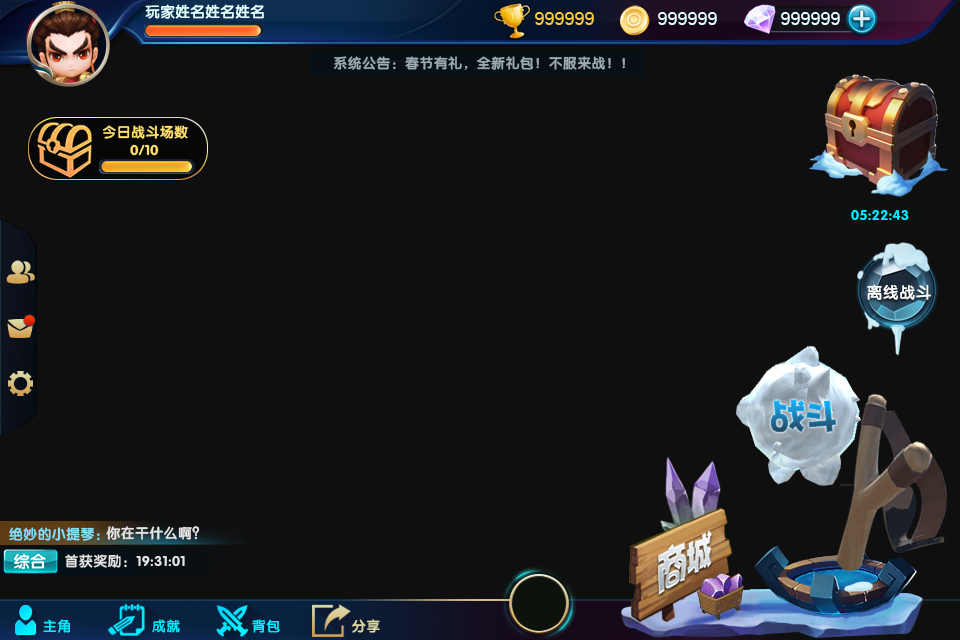 玩家姓名姓名姓名
999999
999999
999999
系统公告：春节有礼，全新礼包！不服来战！！
今日战斗场数
0/10
05:22:43
离线战斗
战斗
商城
绝妙的小提琴：你在干什么啊？
综合 首获奖励：19:31:01
主角
成就
背包
分享